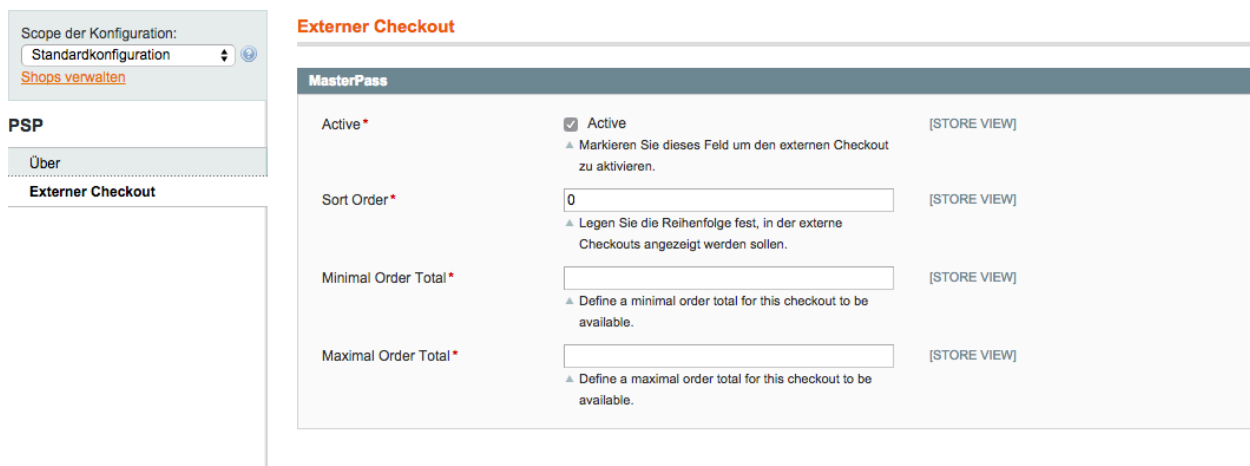 Scope der Konfiguration:
Standardkonfiguration
Shops verwalten
PSP
Über
Externer Checkout
Externer Checkout
MasterPass
Active* Active [STORE VIEW]
Markieren Sie dieses Feld um den externen Checkout
zu aktivieren.
Sort Order* 0 [STORE VIEW]
Legen Sie die Reihenfolge fest, in der externe
Checkouts angezeigt werden sollen.
Minimal Order Total* [STORE VIEW]
Define a minimal order total for this checkout to be
available.
Maximal Order Total* [STORE VIEW]
Define a maximal order total for this checkout to be
available.